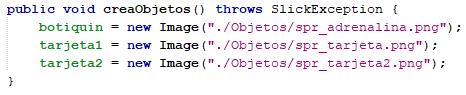 public void creaObjetos() throws SlickException {
botiquin = new Image("./Objetos/spr_adrenalina.png");
tarjeta1 = new Image("./Objetos/spr_tarjeta.png");
tarjeta2 = new Image("./Objetos/spr_tarjeta2.png");
}